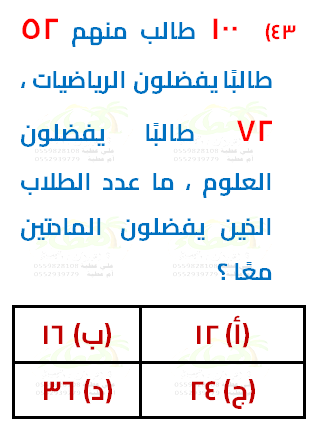 ٤٣) ١٠٠ طالب منهم ٥٢
طالبًا يفضلون الرياضيات ،
٧٢ طالبًا يفضلون
العلوم ، ما عدد الطلاب
الذين يفضلون المادتين
معًا ؟
(أ) ١٢ (ب) ١٦
(ج) ٢٤ (د) ٣٦